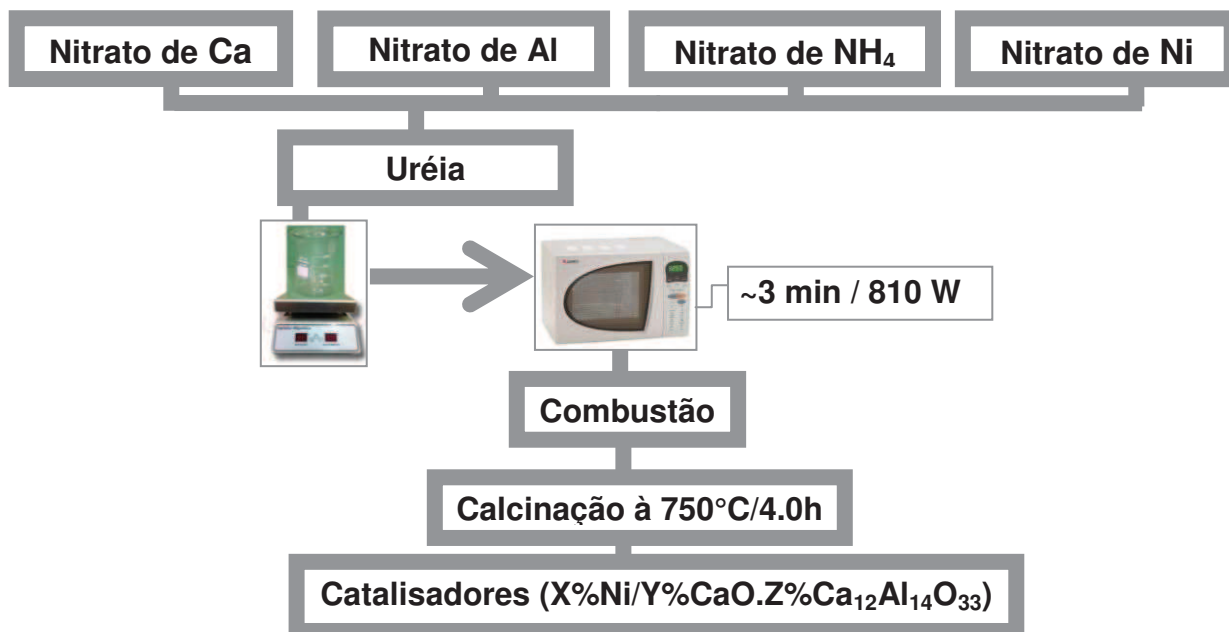 Nitrato de Ca
Nitrato de Al
Nitrato de NH₄
Nitrato de Ni
Uréia
~3 min / 810 W
Combustão
Calcinação à 750°C/4.0h
Catalisadores (X%Ni/Y%CaO.Z%Ca₁₂Al₁₄O₃₃)